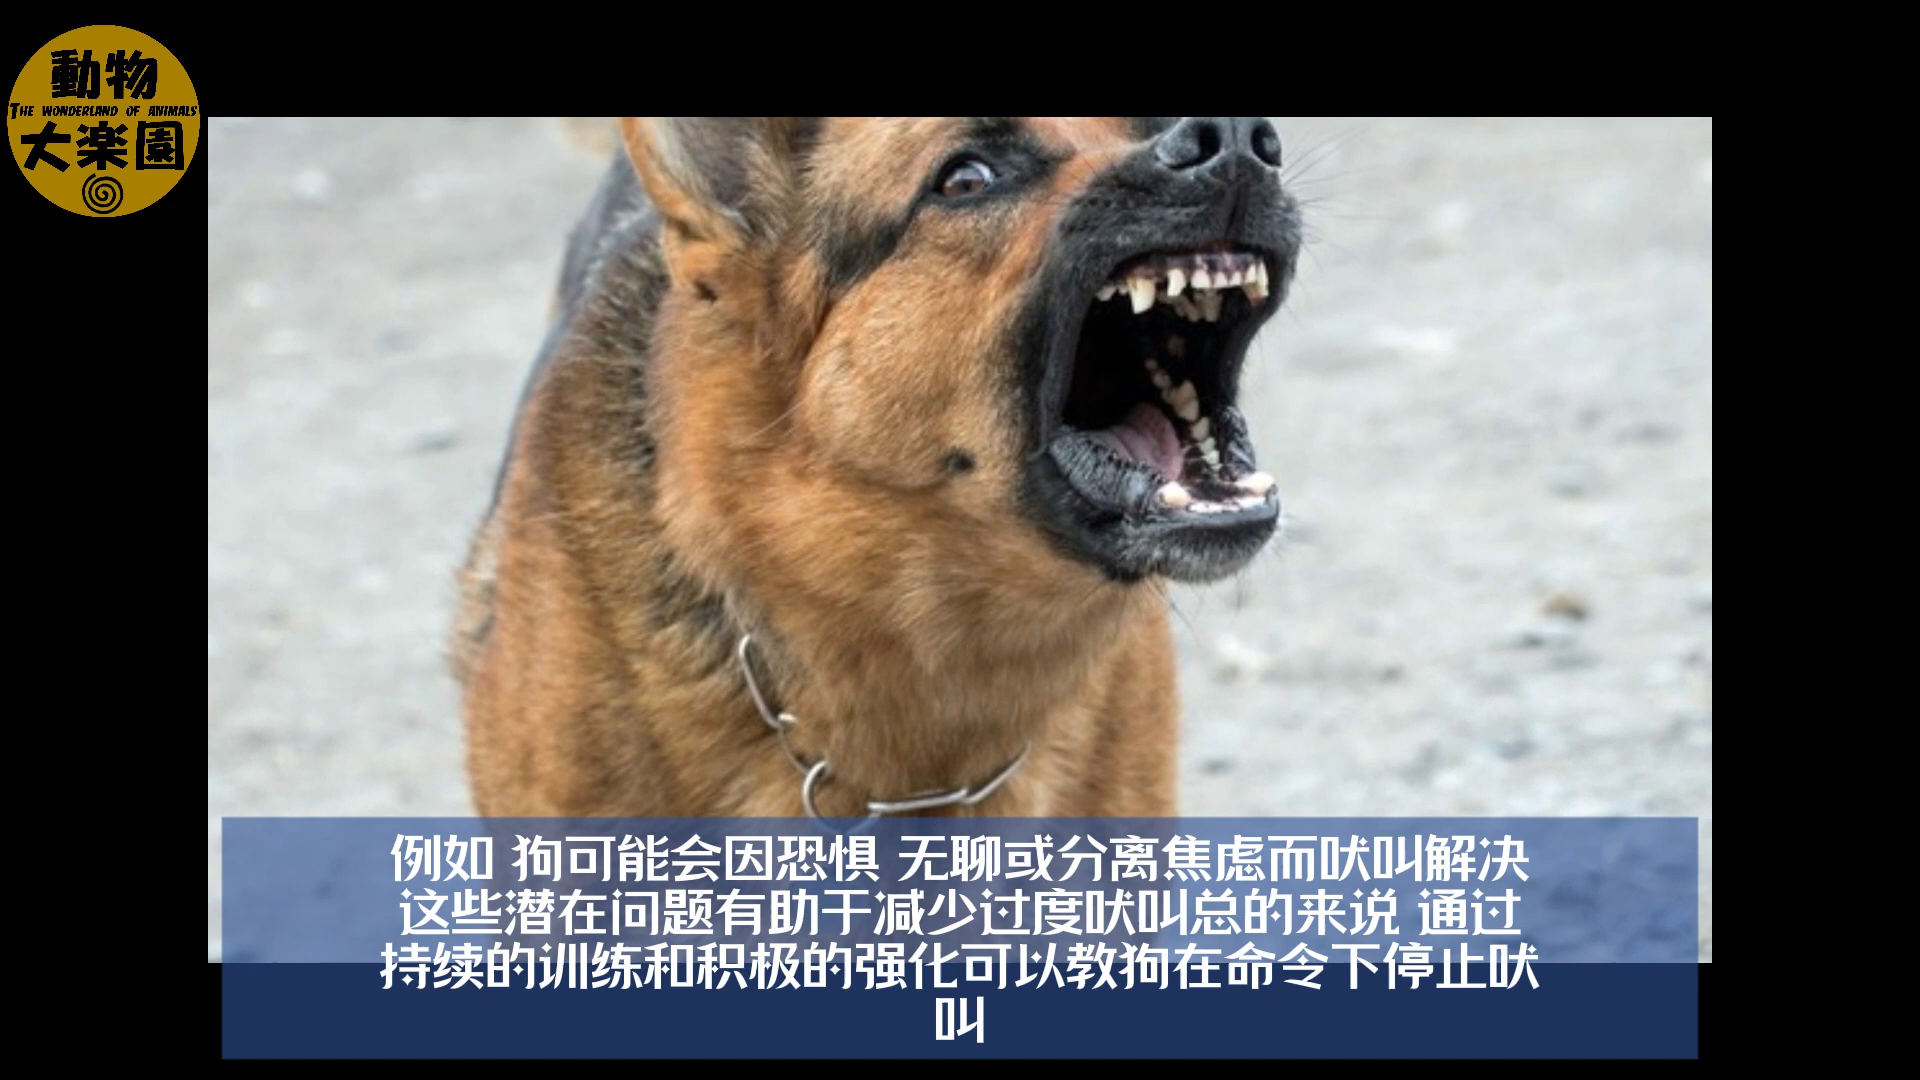 動物
THE WONDERLAND OF ANIMALS
大楽園
例如 狗可能会因恐惧 无聊或分离焦虑而吠叫解决
这些潜在问题有助于减少过度吠叫总的来说 通过
持续的训练和积极的强化可以教狗在命令下停止吠
叫